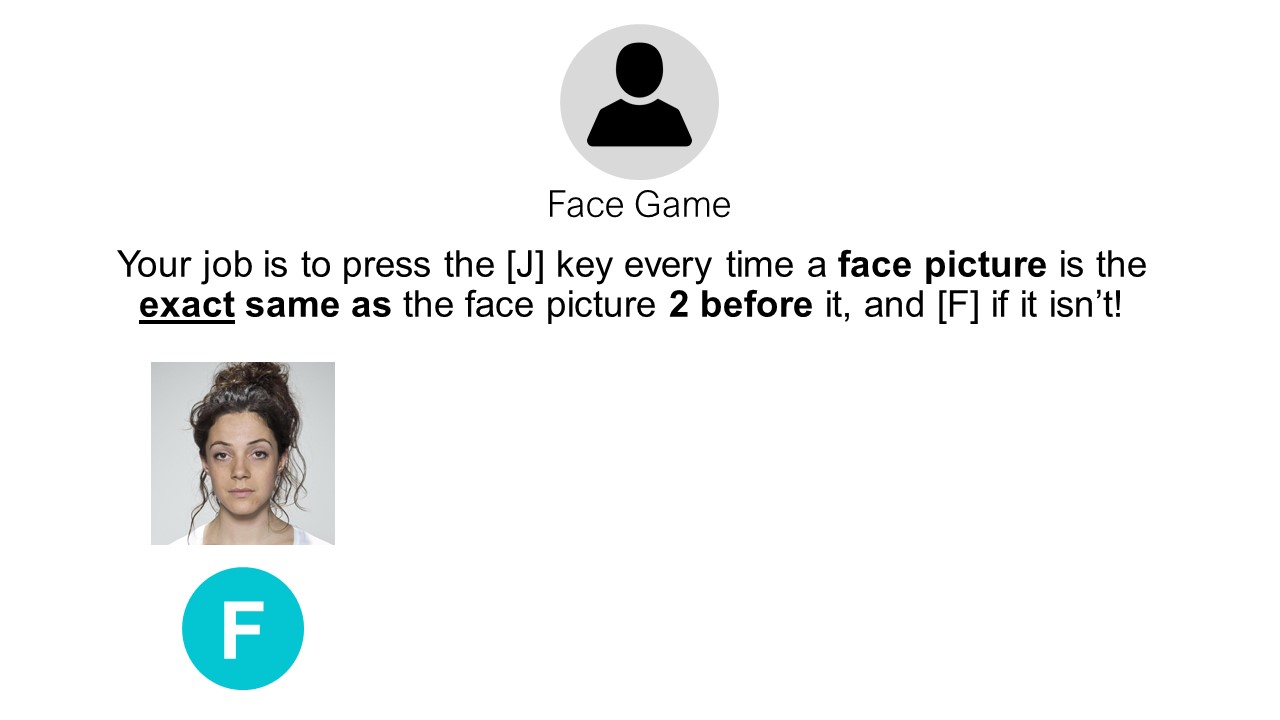 Face Game
Your job is to press the [J] key every time a face picture is the
exact same as the face picture 2 before it, and [F] if it isn’t!
F